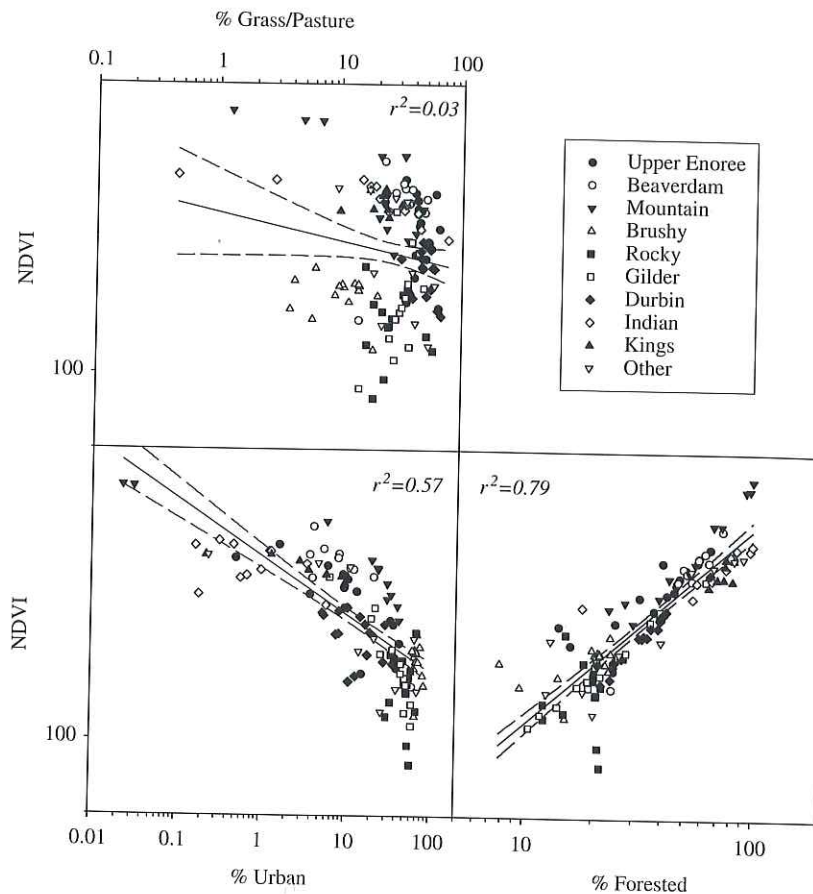 % Grass/Pasture
0.1 1 10 100
r²=0.03
NDVI
100
Upper Enoree
Beaverdam
Mountain
Brushy
Rocky
Gilder
Durbin
Indian
Kings
Other
r²=0.57
r²=0.79
NDVI
100
0.01 0.1 1 10 100
10 100
% Urban
% Forested